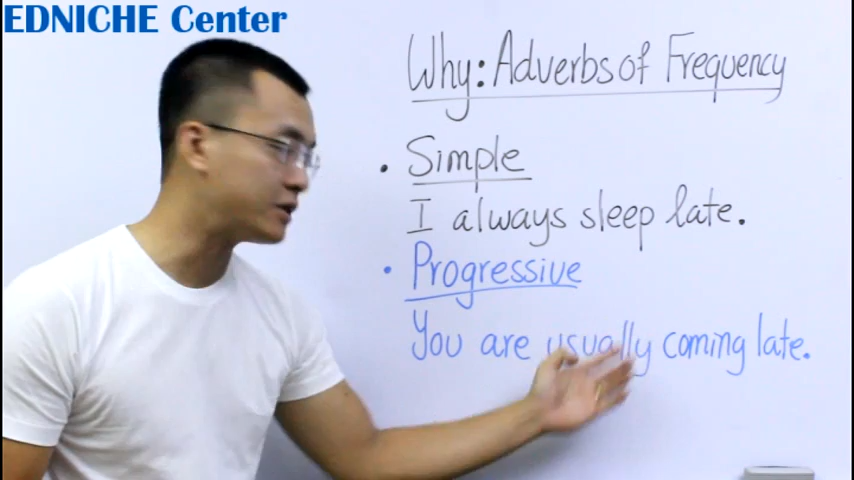 EDNICHE Center
Why: Adverbs of Frequency
• Simple
I always sleep late.
• Progressive
You are usually coming late.